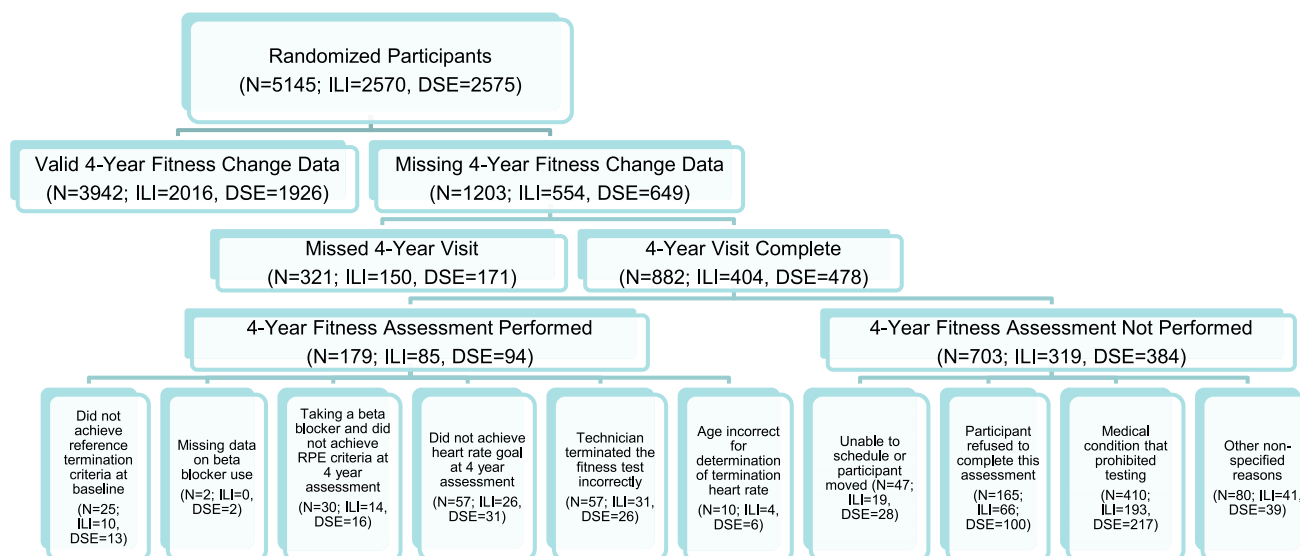 Randomized Participants
(N=5145; ILI=2570, DSE=2575)
Valid 4-Year Fitness Change Data
(N=3942; ILI=2016, DSE=1926)
Missing 4-Year Fitness Change Data
(N=1203; ILI=554, DSE=649)
Missed 4-Year Visit
(N=321; ILI=150, DSE=171)
4-Year Visit Complete
(N=882; ILI=404, DSE=478)
4-Year Fitness Assessment Performed
(N=179; ILI=85, DSE=94)
4-Year Fitness Assessment Not Performed
(N=703; ILI=319, DSE=384)
Did not
achieve
reference
termination
criteria at
baseline
(N=25;
ILI=10,
DSE=13)
Missing data
on beta
blocker use
(N=2; ILI=0,
DSE=2)
Taking a beta
blocker and did
not achieve
RPE criteria at
4 year
assessment
(N=30; ILI=14,
DSE=16)
Did not achieve
heart rate goal
at 4 year
assessment
(N=57; ILI=26,
DSE=31)
Technician
terminated the
fitness test
incorrectly
(N=57; ILI=31,
DSE=26)
Age incorrect for
determination of
termination heart
rate
(N=10; ILI=4,
DSE=6)
Unable to
schedule or
participant
moved (N=47;
ILI=19,
DSE=28)
Participant
refused to
complete this
assessment
(N=165;
ILI=66;
DSE=100)
Medical
condition that
prohibited
testing
(N=410;
ILI=193,
DSE=217)
Other non-
specified
reasons
(N=80; ILI=41,
DSE=39)